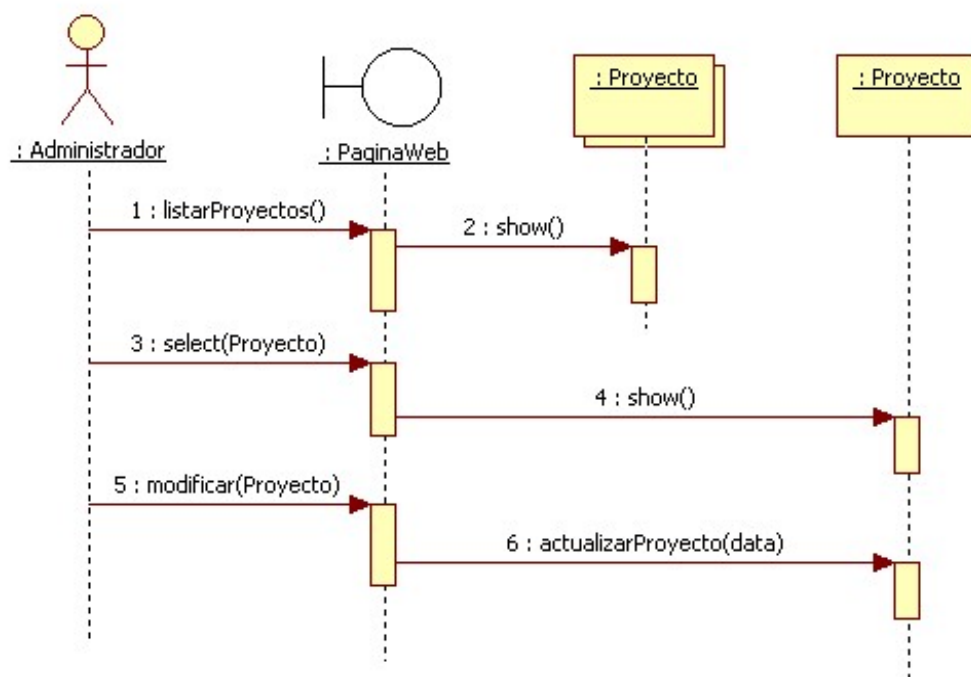 : Proyecto
: Proyecto
: Administrador
: PaginaWeb
1 : listarProyectos()
2 : show()
3 : select(Proyecto)
4 : show()
5 : modificar(Proyecto)
6 : actualizarProyecto(data)